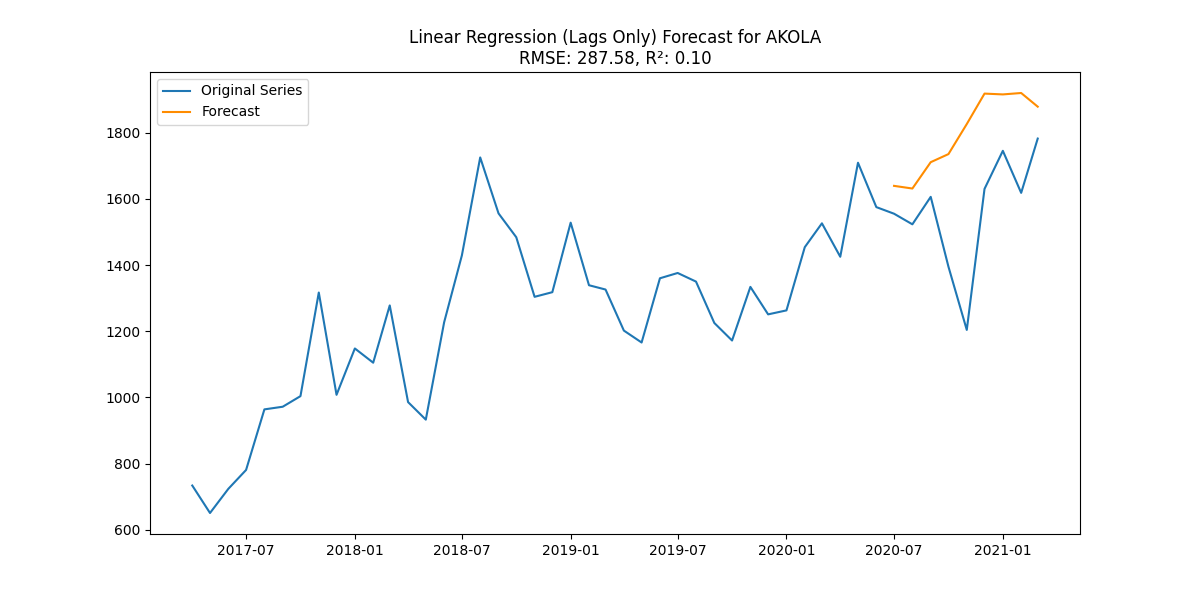 Linear Regression (Lags Only) Forecast for AKOLA
RMSE: 287.58, R²: 0.10
Original Series
Forecast
1800
1600
1400
1200
1000
800
600
2017-07 2018-01 2018-07 2019-01 2019-07 2020-01 2020-07 2021-01